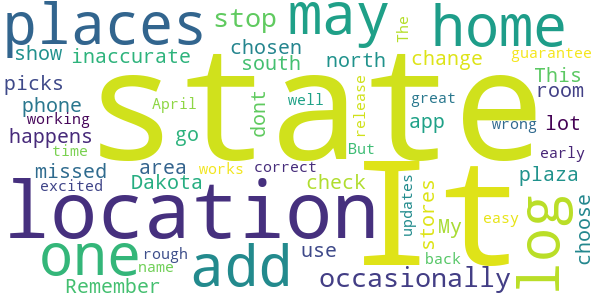 places may home
stop The
show inaccurate chosen change guarantee
south north
picks state This
phone April dont well release great room
working go app wrong lot
happens
time But early
missed area works correct plaza
excited Dakota check
location It updates stores log choose
My easy
one rough add use back
name occasionally
Remember